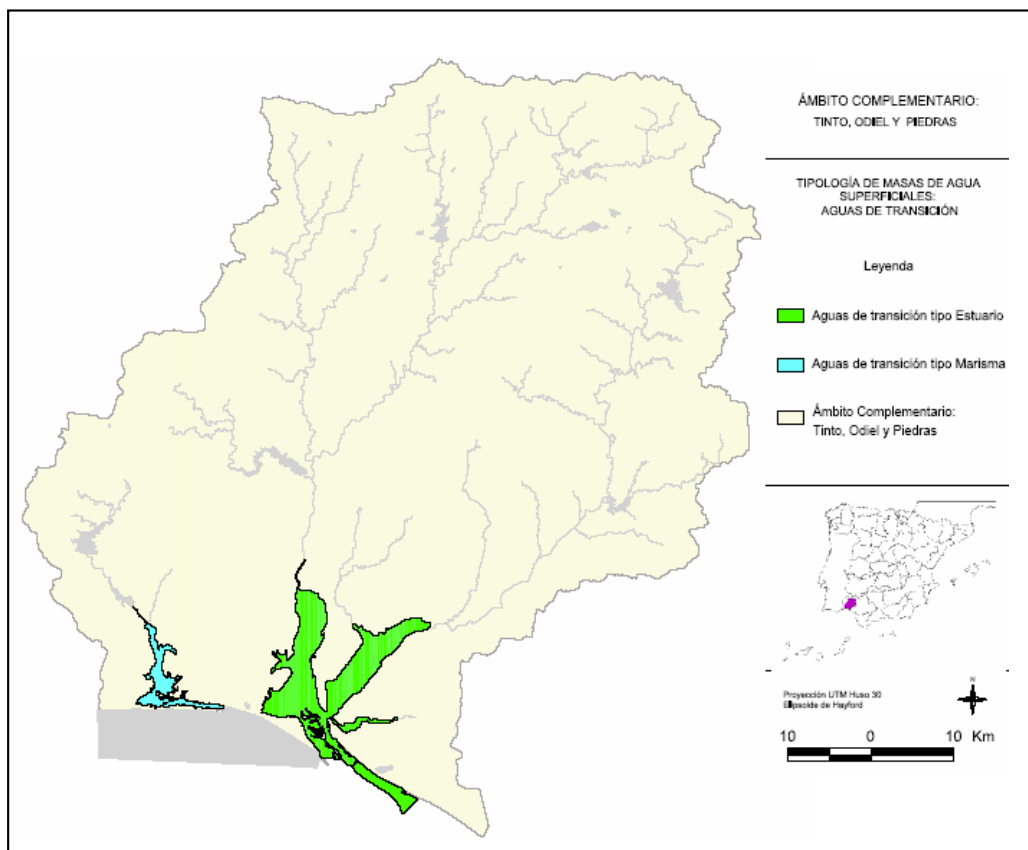 ÁMBITO COMPLEMENTARIO:
TINTO, ODIEL Y PIEDRAS
TIPOLOGÍA DE MASAS DE AGUA
SUPERFICIALES:
AGUAS DE TRANSICIÓN
Leyenda
Aguas de transición tipo Estuario
Aguas de transición tipo Marisma
Ámbito Complementario:
Tinto, Odiel y Piedras
Proyección UTM Huso 30
Elipsoide de Hayford
N
10 0 10 Km